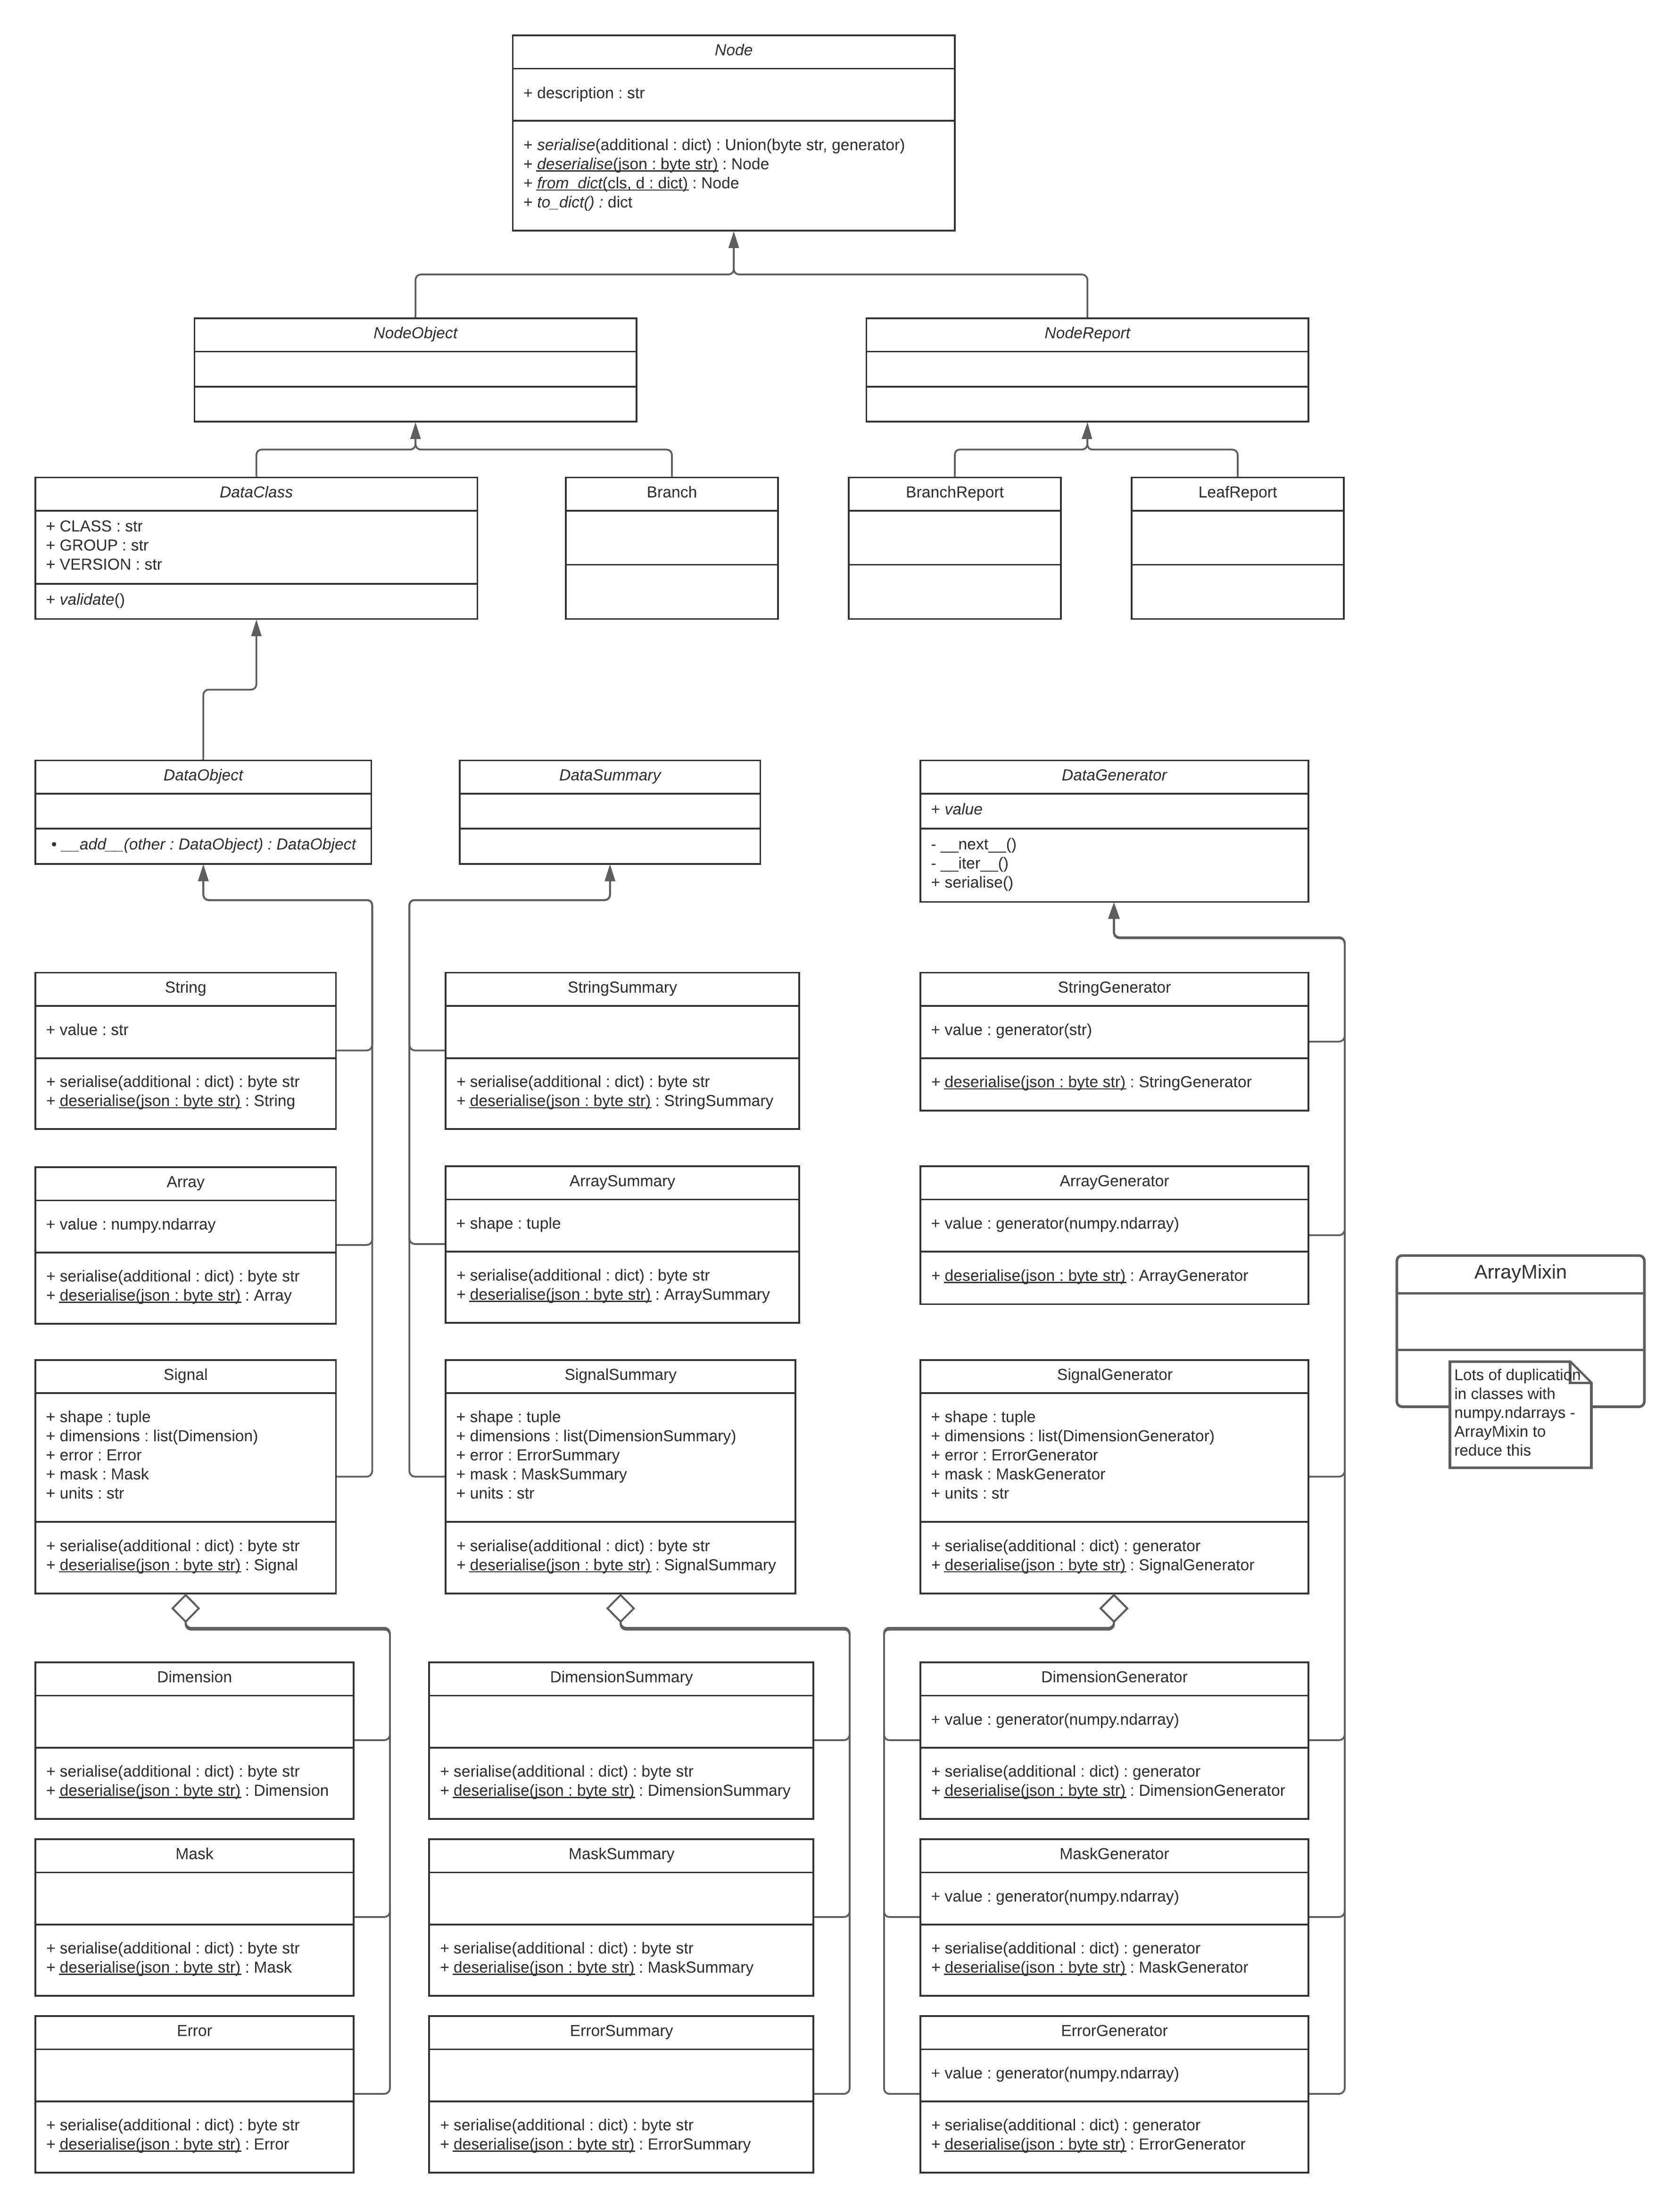 Node
+ description : str
+ serialise(additional : dict) : Union(byte str, generator)
+ deserialise(json : byte str) : Node
+ from_dict(cls, d : dict) : Node
+ to_dict() : dict
NodeObject
NodeReport
DataClass
+ CLASS : str
+ GROUP : str
+ VERSION : str
+ validate()
Branch
BranchReport
LeafReport
DataObject
• __add__(other : DataObject) : DataObject
DataSummary
DataGenerator
+ value
- __next__()
- __iter__()
+ serialise()
String
+ value : str
+ serialise(additional : dict) : byte str
+ deserialise(json : byte str) : String
StringSummary
+ serialise(additional : dict) : byte str
+ deserialise(json : byte str) : StringSummary
StringGenerator
+ value : generator(str)
+ deserialise(json : byte str) : StringGenerator
Array
+ value : numpy.ndarray
+ serialise(additional : dict) : byte str
+ deserialise(json : byte str) : Array
ArraySummary
+ shape : tuple
+ serialise(additional : dict) : byte str
+ deserialise(json : byte str) : ArraySummary
ArrayGenerator
+ value : generator(numpy.ndarray)
+ deserialise(json : byte str) : ArrayGenerator
ArrayMixin
Lots of duplication
in classes with
numpy.ndarrays -
ArrayMixin to
reduce this
Signal
+ shape : tuple
+ dimensions : list(Dimension)
+ error : Error
+ mask : Mask
+ units : str
+ serialise(additional : dict) : byte str
+ deserialise(json : byte str) : Signal
SignalSummary
+ shape : tuple
+ dimensions : list(DimensionSummary)
+ error : ErrorSummary
+ mask : MaskSummary
+ units : str
+ serialise(additional : dict) : byte str
+ deserialise(json : byte str) : SignalSummary
SignalGenerator
+ shape : tuple
+ dimensions : list(DimensionGenerator)
+ error : ErrorGenerator
+ mask : MaskGenerator
+ units : str
+ serialise(additional : dict) : generator
+ deserialise(json : byte str) : SignalGenerator
Dimension
+ serialise(additional : dict) : byte str
+ deserialise(json : byte str) : Dimension
DimensionSummary
+ serialise(additional : dict) : byte str
+ deserialise(json : byte str) : DimensionSummary
DimensionGenerator
+ value : generator(numpy.ndarray)
+ serialise(additional : dict) : generator
+ deserialise(json : byte str) : DimensionGenerator
Mask
+ serialise(additional : dict) : byte str
+ deserialise(json : byte str) : Mask
MaskSummary
+ serialise(additional : dict) : byte str
+ deserialise(json : byte str) : MaskSummary
MaskGenerator
+ value : generator(numpy.ndarray)
+ serialise(additional : dict) : generator
+ deserialise(json : byte str) : MaskGenerator
Error
+ serialise(additional : dict) : byte str
+ deserialise(json : byte str) : Error
ErrorSummary
+ serialise(additional : dict) : byte str
+ deserialise(json : byte str) : ErrorSummary
ErrorGenerator
+ value : generator(numpy.ndarray)
+ serialise(additional : dict) : generator
+ deserialise(json : byte str) : ErrorGenerator